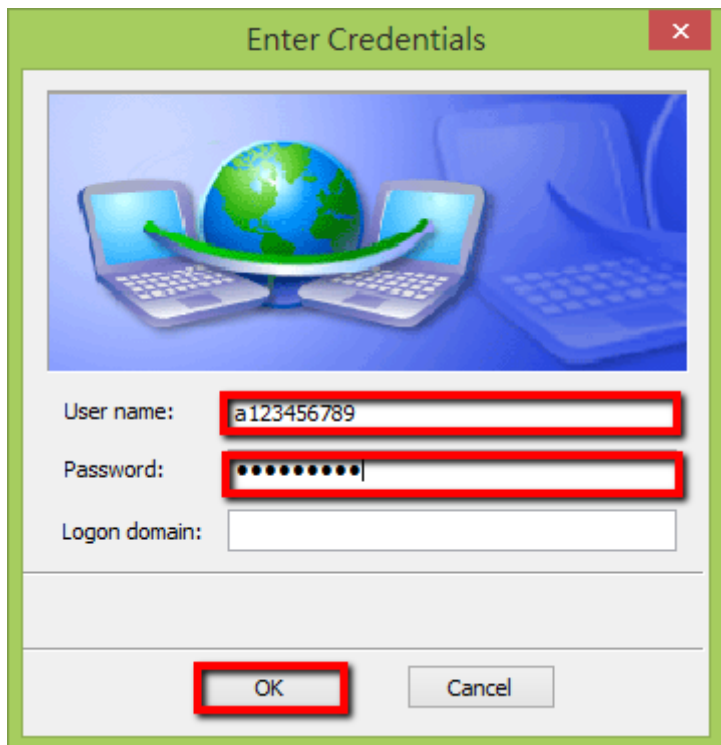 Enter Credentials
User name: a123456789
Password: •••••••••
Logon domain:
OK Cancel